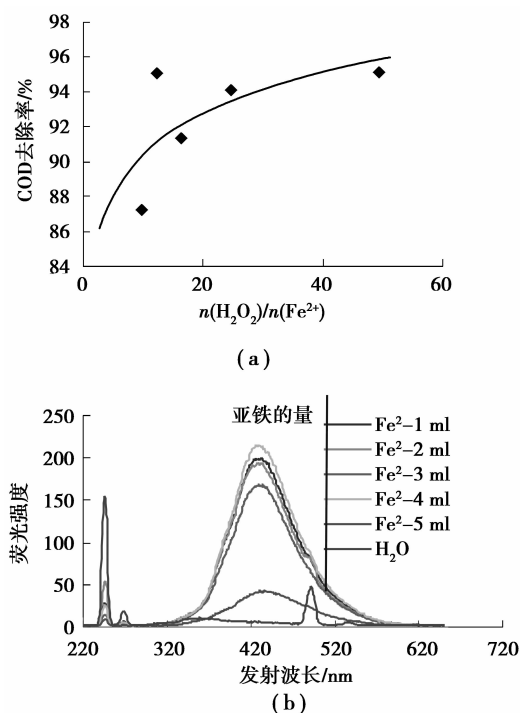 98
96
94
92
90
88
86
84
COD去除率/%
0 20 40 60
n(H₂O₂)/n(Fe²⁺)
(a)
250
200
150
100
50
0
荧光强度
亚铁的量
Fe²–1 ml
Fe²–2 ml
Fe²–3 ml
Fe²–4 ml
Fe²–5 ml
H₂O
220 320 420 520 620 720
发射波长/nm
(b)